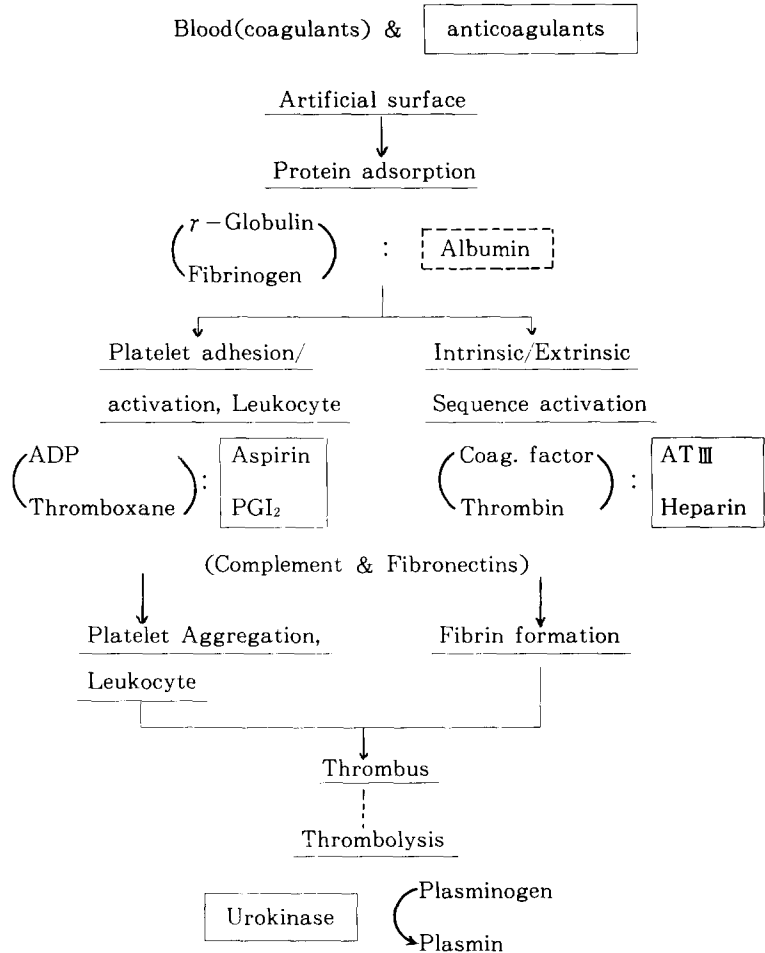 Blood(coagulants) & anticoagulants
Artificial surface
Protein adsorption
γ-Globulin
Fibrinogen
:
Albumin
Platelet adhesion/
activation, Leukocyte
Intrinsic/Extrinsic
Sequence activation
ADP
Thromboxane
:
Aspirin
PGI₂
Coag. factor
Thrombin
:
ATⅢ
Heparin
(Complement & Fibronectins)
Platelet Aggregation,
Leukocyte
Fibrin formation
Thrombus
Thrombolysis
Urokinase
Plasminogen
Plasmin